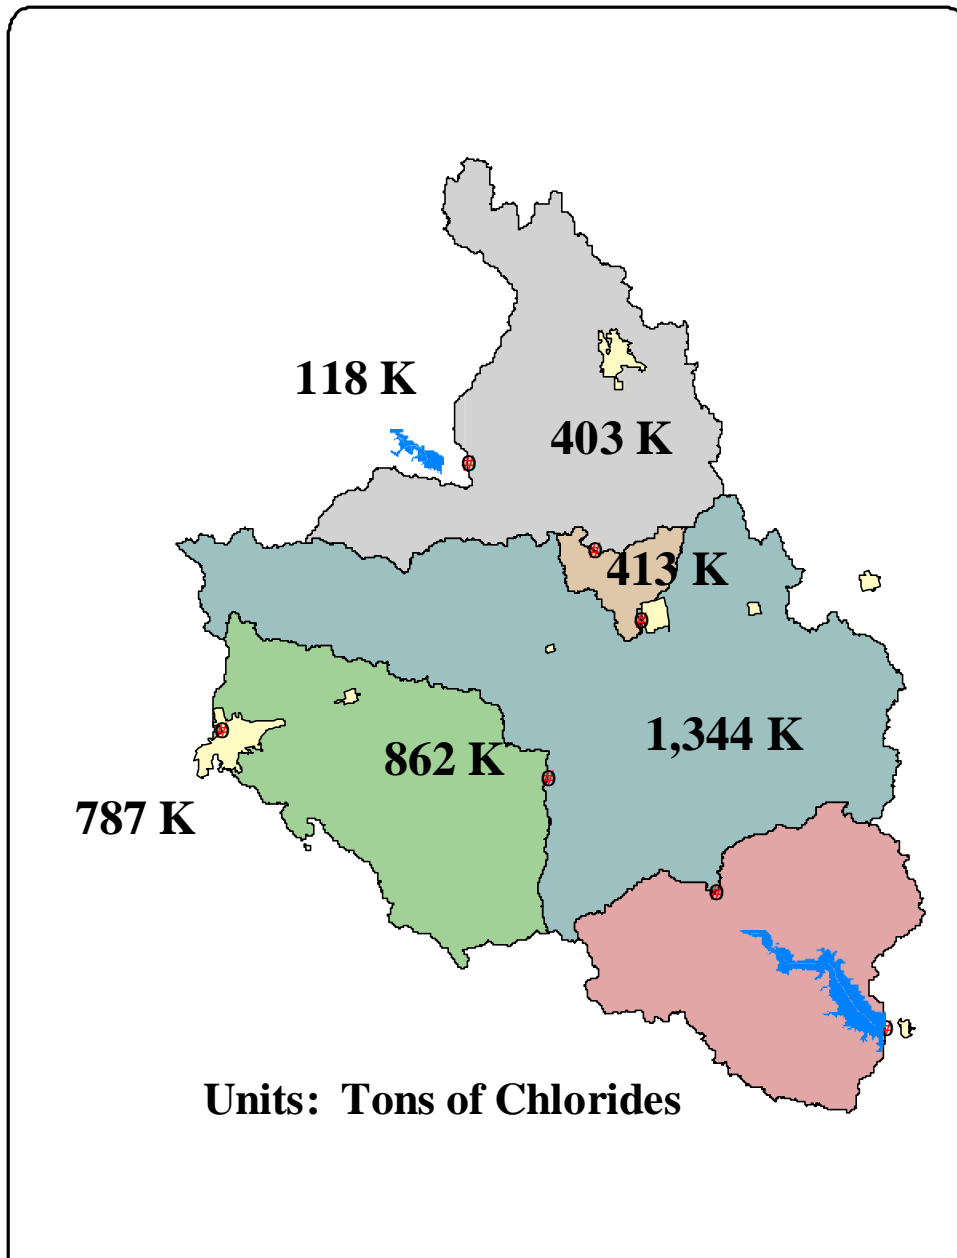 118 K
403 K
413 K
1,344 K
862 K
787 K
Units: Tons of Chlorides